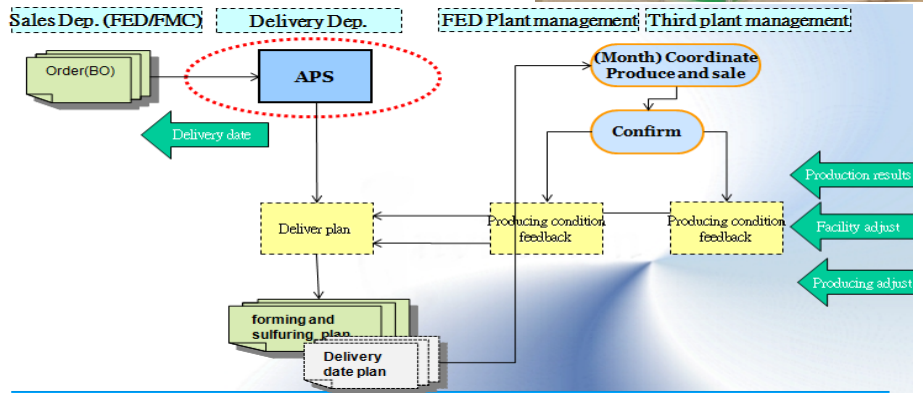 Sales Dep. (FED/FMC)
Delivery Dep.
FED Plant management
Third plant management
Order(BO)
APS
(Month) Coordinate
Produce and sale
Delivery date
Confirm
Production results
Deliver plan
Producing condition
feedback
Producing condition
feedback
Facility adjust
Producing adjust
forming and
sulfuring plan
Delivery
date plan